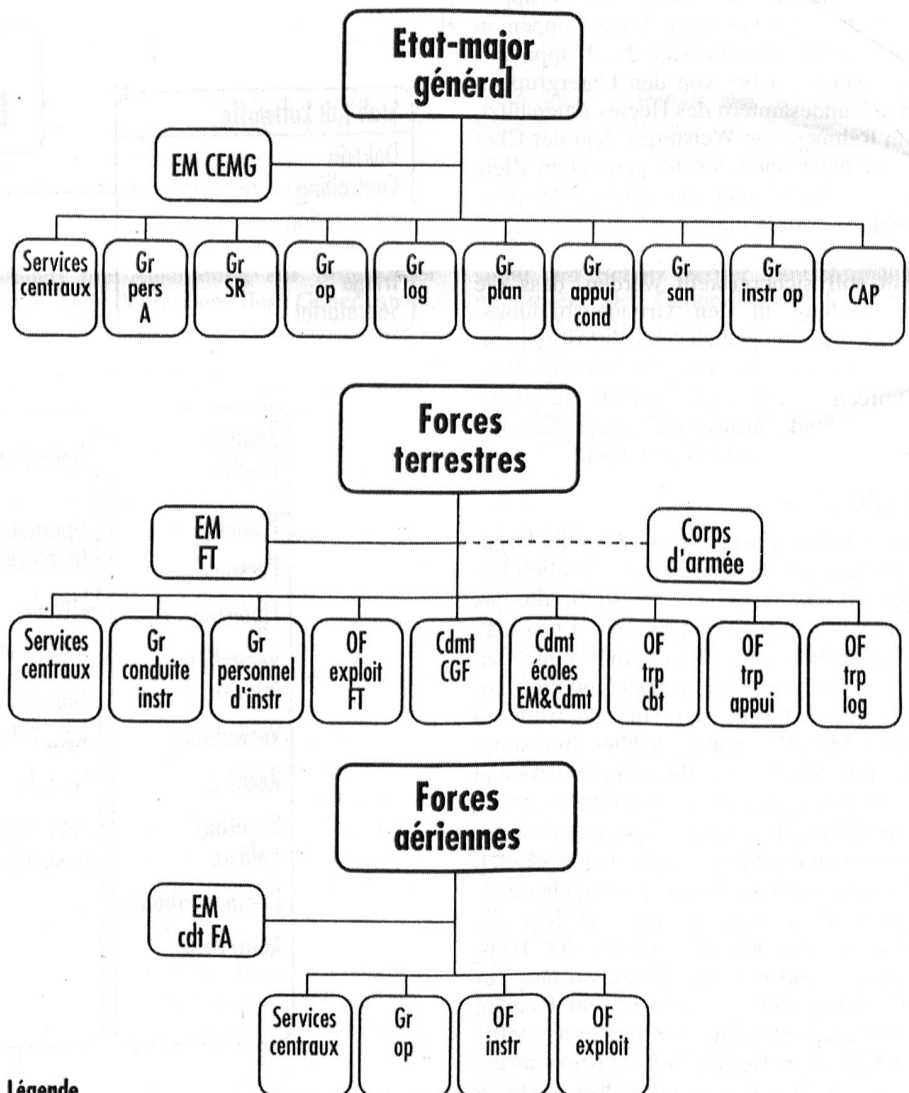 Etat-major
général
EM CEMG
Services
centraux
Gr
pers
A
Gr
SR
Gr
op
Gr
log
Gr
plan
Gr
appui
cond
Gr
san
Gr
instr op
CAP
Forces
terrestres
EM
FT
Corps
d'armée
Services
centraux
Gr
conduite
instr
Gr
personnel
d'instr
OF
exploit
FT
Cdmt
CGF
Cdmt
écoles
EM&Cdmt
OF
trp
cbt
OF
trp
appui
OF
trp
log
Forces
aériennes
EM
cdt FA
Services
centraux
Gr
op
OF
instr
OF
exploit
Légende